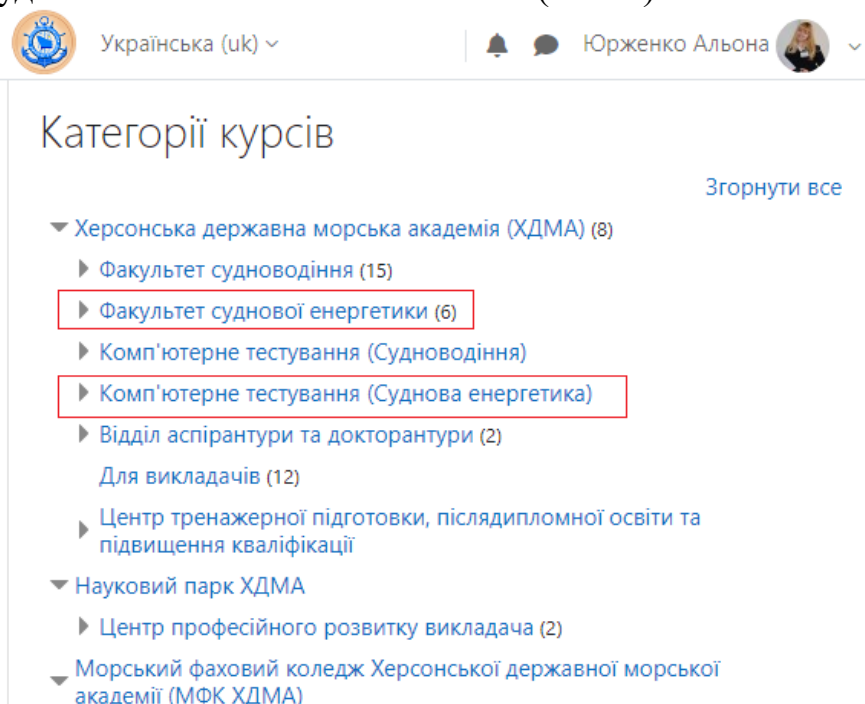 Українська (uk)
Юрженко Альона
Категорії курсів
Згорнути все
Херсонська державна морська академія (ХДМА) (8)
Факультет судноводіння (15)
Факультет суднової енергетики (6)
Комп'ютерне тестування (Судноводіння)
Комп'ютерне тестування (Суднова енергетика)
Відділ аспірантури та докторантури (2)
Для викладачів (12)
Центр тренажерної підготовки, післядипломної освіти та
підвищення кваліфікації
Науковий парк ХДМА
Центр професійного розвитку викладача (2)
Морський фаховий коледж Херсонської державної морської
академії (МФК ХДМА)